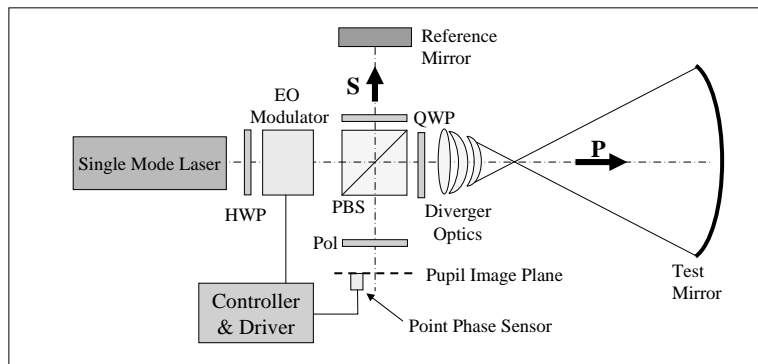 Reference
Mirror
S
EO
Modulator
QWP
Single Mode Laser
P
HWP
PBS
Diverger
Optics
Pol
Pupil Image Plane
Test
Mirror
Controller
& Driver
Point Phase Sensor